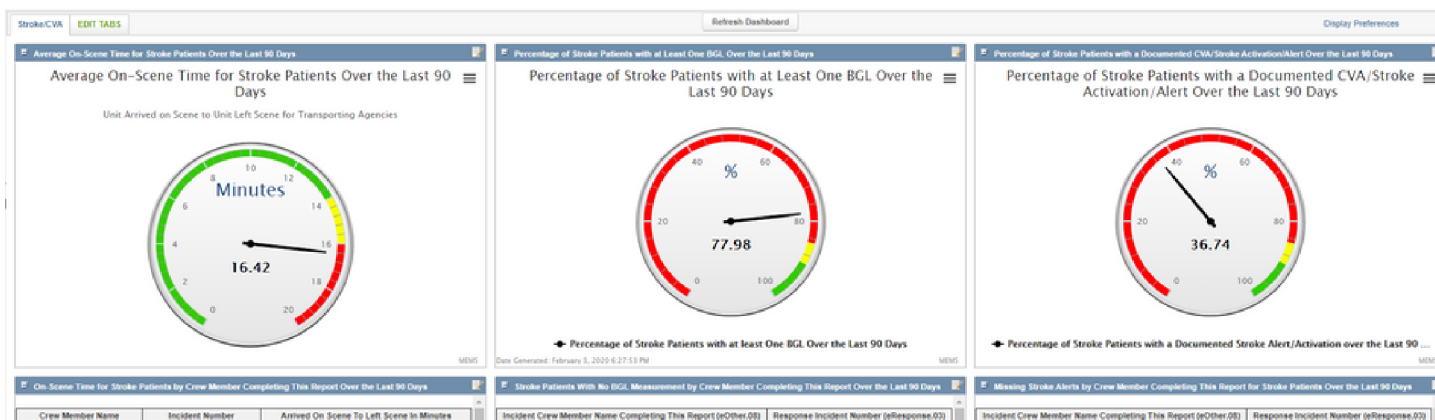 Stroke/CVA EDIT TABS Refresh Dashboard Display Preferences
Average On-Scene Time for Stroke Patients Over the Last 90 Days
Average On-Scene Time for Stroke Patients Over the Last 90
Days
Unit Arrived on Scene to Unit Left Scene for Transporting Agencies
Minutes
0
2
4
6
8
10
12
14
16
18
20
16.42
MEMS
Percentage of Stroke Patients with at Least One BGL Over the Last 90 Days
Percentage of Stroke Patients with at Least One BGL Over the
Last 90 Days
%
0
20
40
60
80
100
77.98
Percentage of Stroke Patients with at least One BGL Over the Last 90 Days
Date Generated: February 3, 2020 6:27:53 PM
MEMS
Percentage of Stroke Patients with a Documented CVA/Stroke Activation/Alert Over the Last 90 Days
Percentage of Stroke Patients with a Documented CVA/Stroke
Activation/Alert Over the Last 90 Days
%
0
20
40
60
80
100
36.74
Percentage of Stroke Patients with a Documented Stroke Alert/Activation over the Last 90 ...
MEMS
On-Scene Time for Stroke Patients by Crew Member Completing This Report Over the Last 90 Days
Crew Member Name Incident Number Arrived On Scene To Left Scene In Minutes
Stroke Patients With No BGL Measurement by Crew Member Completing This Report Over the Last 90 Days
Incident Crew Member Name Completing This Report (eOther.08) Response Incident Number (eResponse.03)
Missing Stroke Alerts by Crew Member Completing This Report for Stroke Patients Over the Last 90 Days
Incident Crew Member Name Completing This Report (eOther.08) Response Incident Number (eResponse.03)